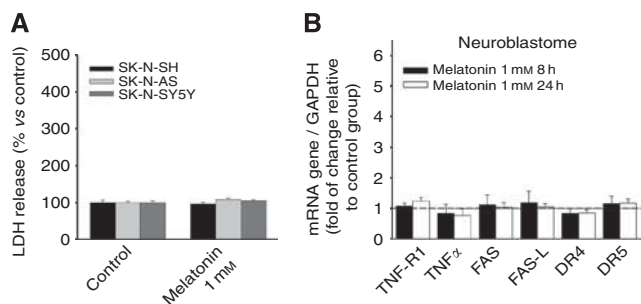 A
LDH release (% vs control)
500
400
300
200
100
0
SK-N-SH
SK-N-AS
SK-N-SY5Y
Control
Melatonin
1 mM
B
Neuroblastome
mRNA gene / GAPDH
(fold of change relative
to control group)
6
5
4
3
2
1
0
Melatonin 1 mM 8 h
Melatonin 1 mM 24 h
TNF-R1
TNFα
FAS
FAS-L
DR4
DR5